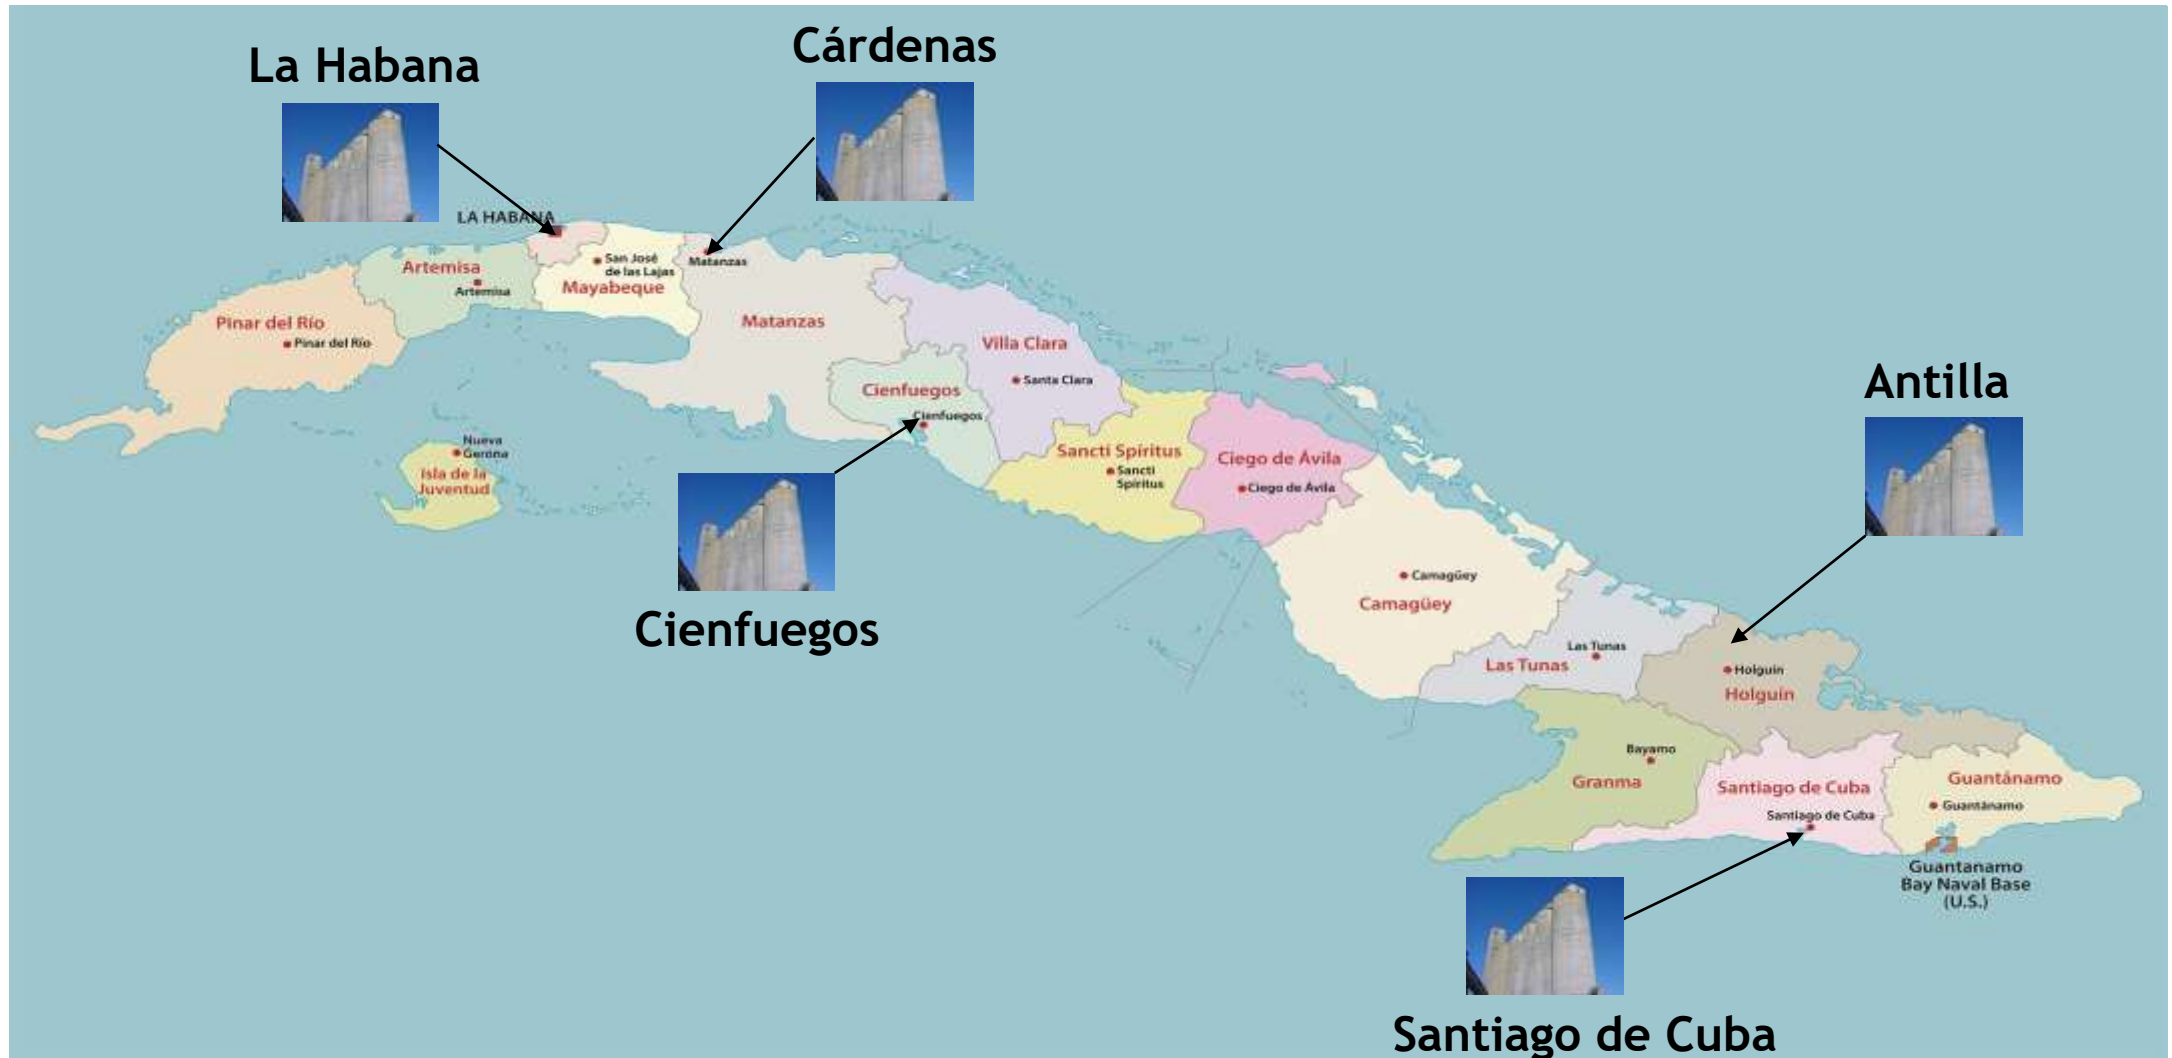 La Habana
Cárdenas
LA HABANA
San José
de las Lajas
Mayabeque
Matanzas
Artemisa
Artemisa
Pinar del Río
Pinar del Río
Matanzas
Villa Clara
Santa Clara
Cienfuegos
Cienfuegos
Nueva
Gerona
Isla de la
Juventud
Sancti Spíritus
Sancti
Spíritus
Ciego de Ávila
Ciego de Ávila
Antilla
Cienfuegos
Camagüey
Camagüey
Las Tunas
Las Tunas
Holguín
Holguín
Bayamo
Granma
Santiago de Cuba
Santiago de Cuba
Guantánamo
Guantánamo
Guantanamo
Bay Naval Base
(U.S.)
Santiago de Cuba